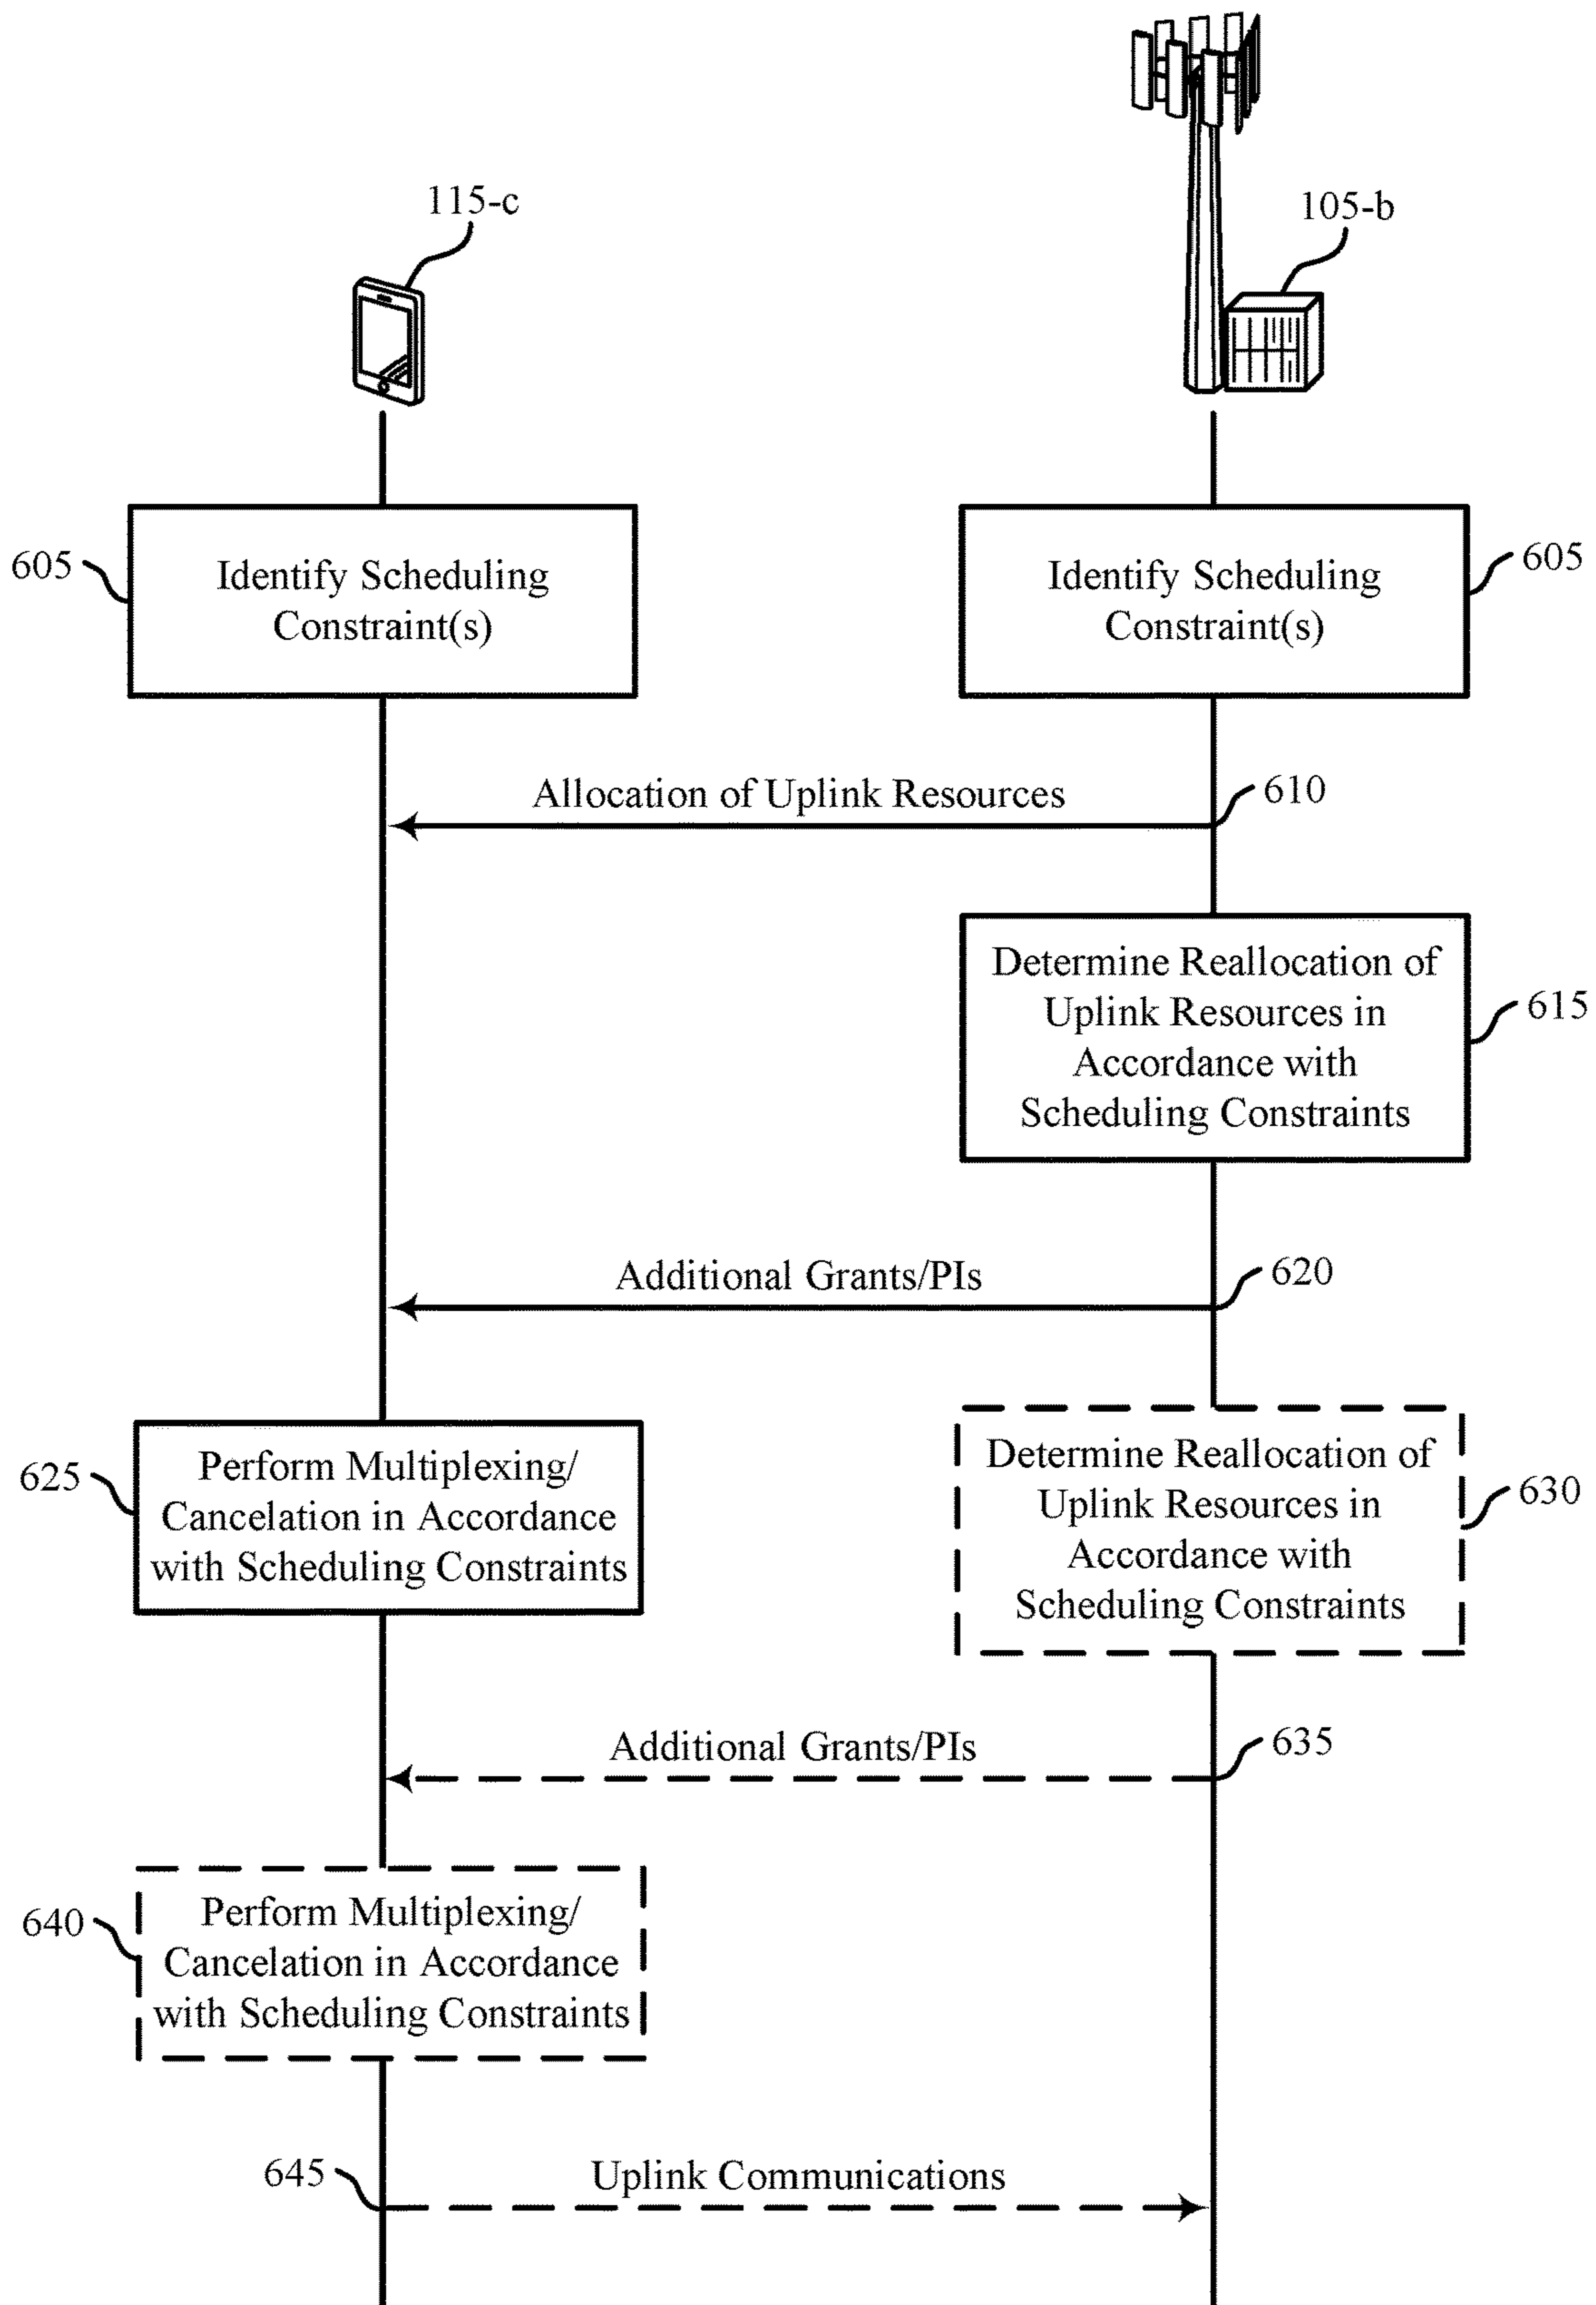 115-c
105-b
605
Identify Scheduling
Constraint(s)
Identify Scheduling
Constraint(s)
605
Allocation of Uplink Resources
610
Determine Reallocation of
Uplink Resources in
Accordance with
Scheduling Constraints
615
Additional Grants/PIs
620
625
Perform Multiplexing/
Cancelation in Accordance
with Scheduling Constraints
Determine Reallocation of
Uplink Resources in
Accordance with
Scheduling Constraints
630
Additional Grants/PIs
635
640
Perform Multiplexing/
Cancelation in Accordance
with Scheduling Constraints
645
Uplink Communications